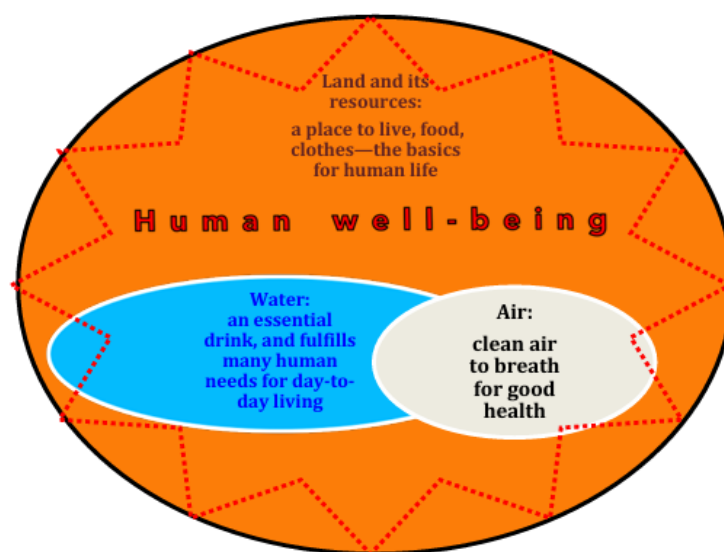 Land and its
resources:
a place to live, food,
clothes—the basics
for human life
Human well-being
Water:
an essential
drink, and fulfills
many human
needs for day-to-
day living
Air:
clean air
to breath
for good
health